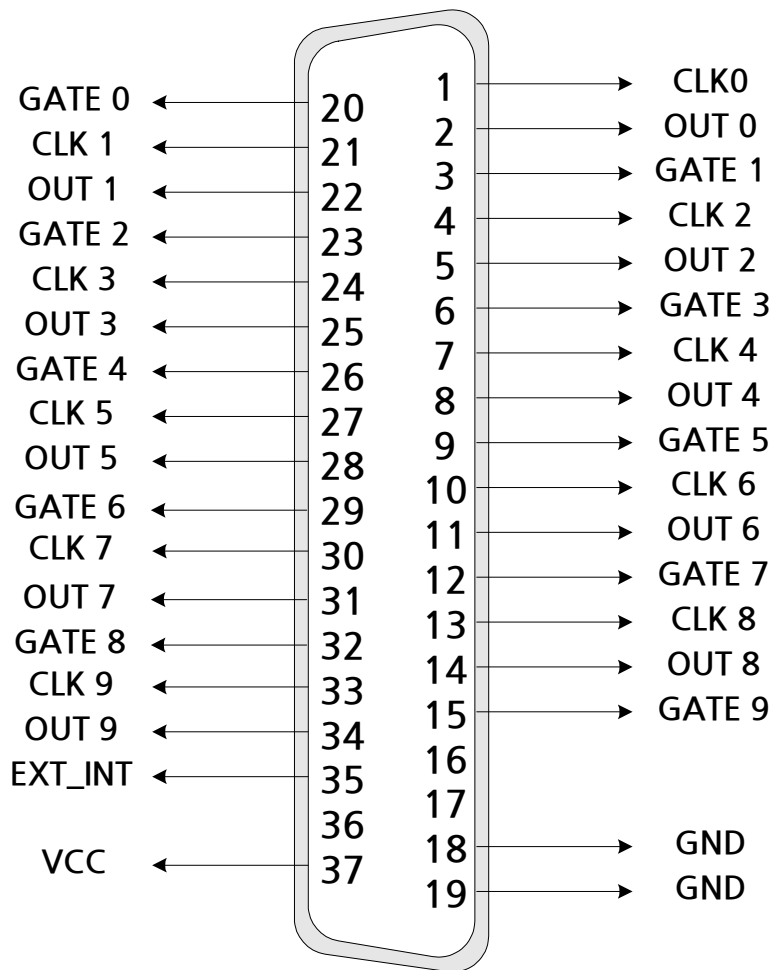 GATE 0
CLK 1
OUT 1
GATE 2
CLK 3
OUT 3
GATE 4
CLK 5
OUT 5
GATE 6
CLK 7
OUT 7
GATE 8
CLK 9
OUT 9
EXT_INT
VCC
20
21
22
23
24
25
26
27
28
29
30
31
32
33
34
35
36
37
1
2
3
4
5
6
7
8
9
10
11
12
13
14
15
16
17
18
19
CLK0
OUT 0
GATE 1
CLK 2
OUT 2
GATE 3
CLK 4
OUT 4
GATE 5
CLK 6
OUT 6
GATE 7
CLK 8
OUT 8
GATE 9
GND
GND